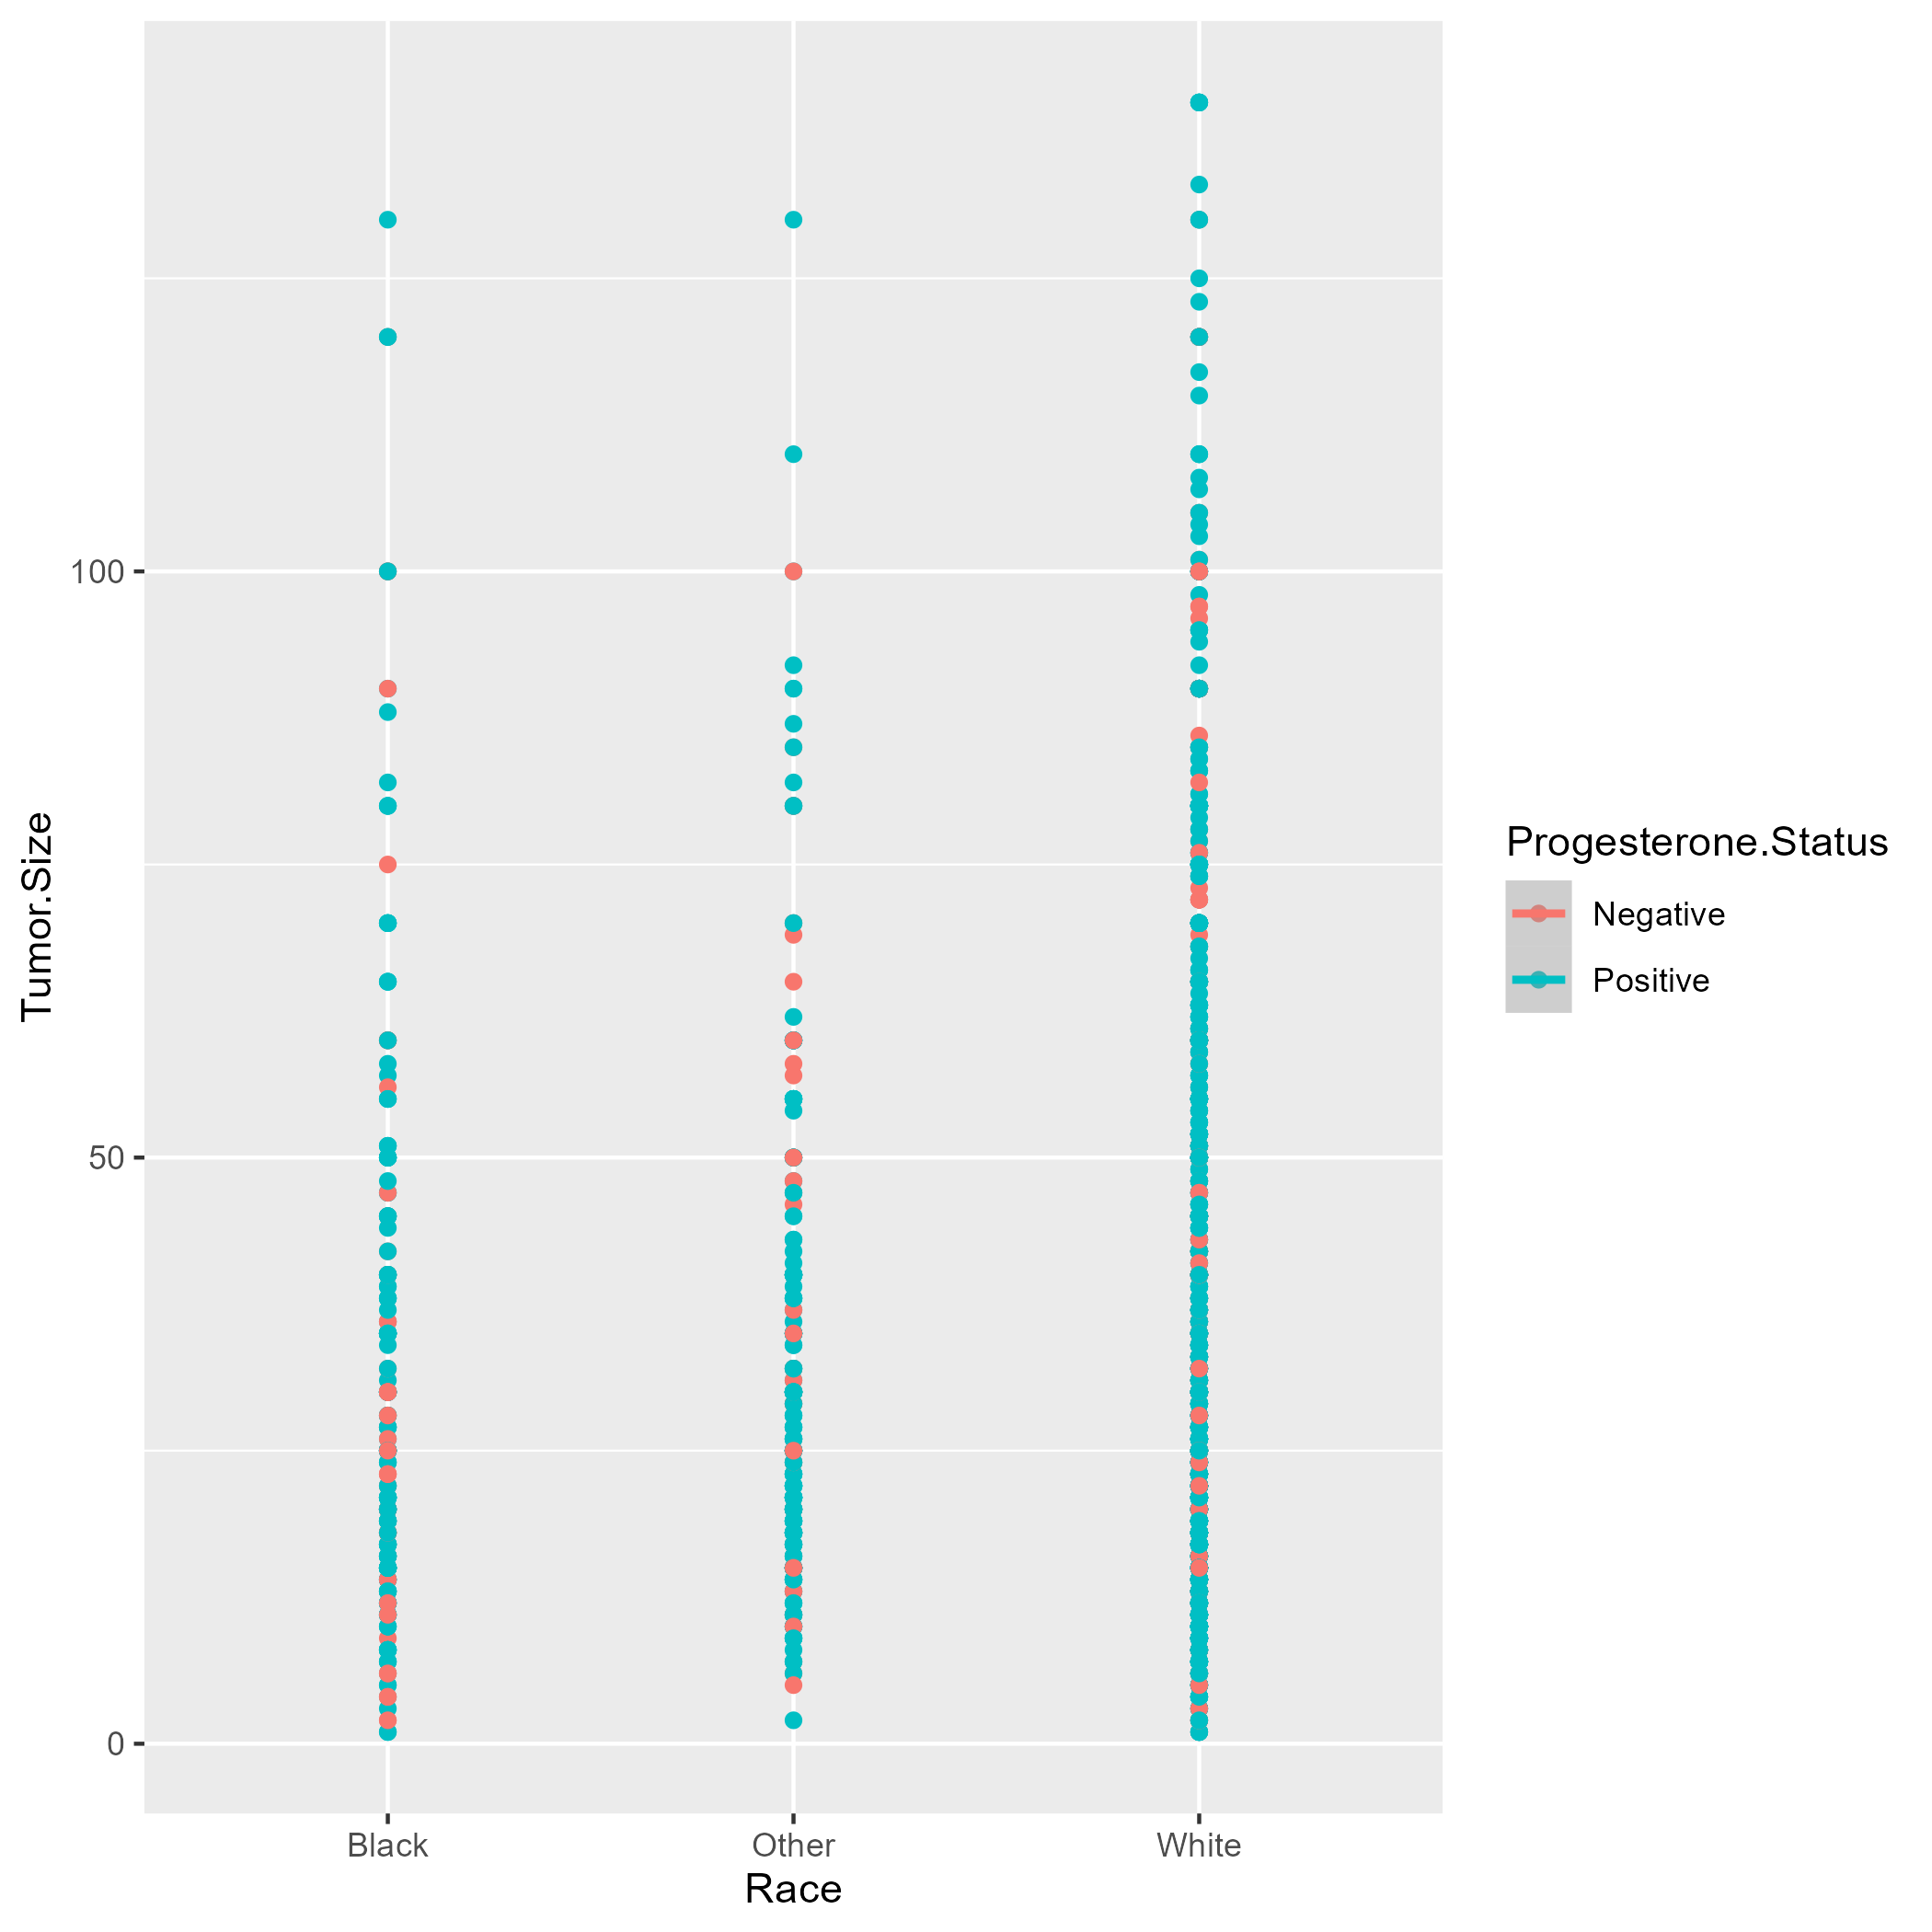 Tumor.Size
100
50
0
Black
Other
White
Race
Progesterone.Status
Negative
Positive